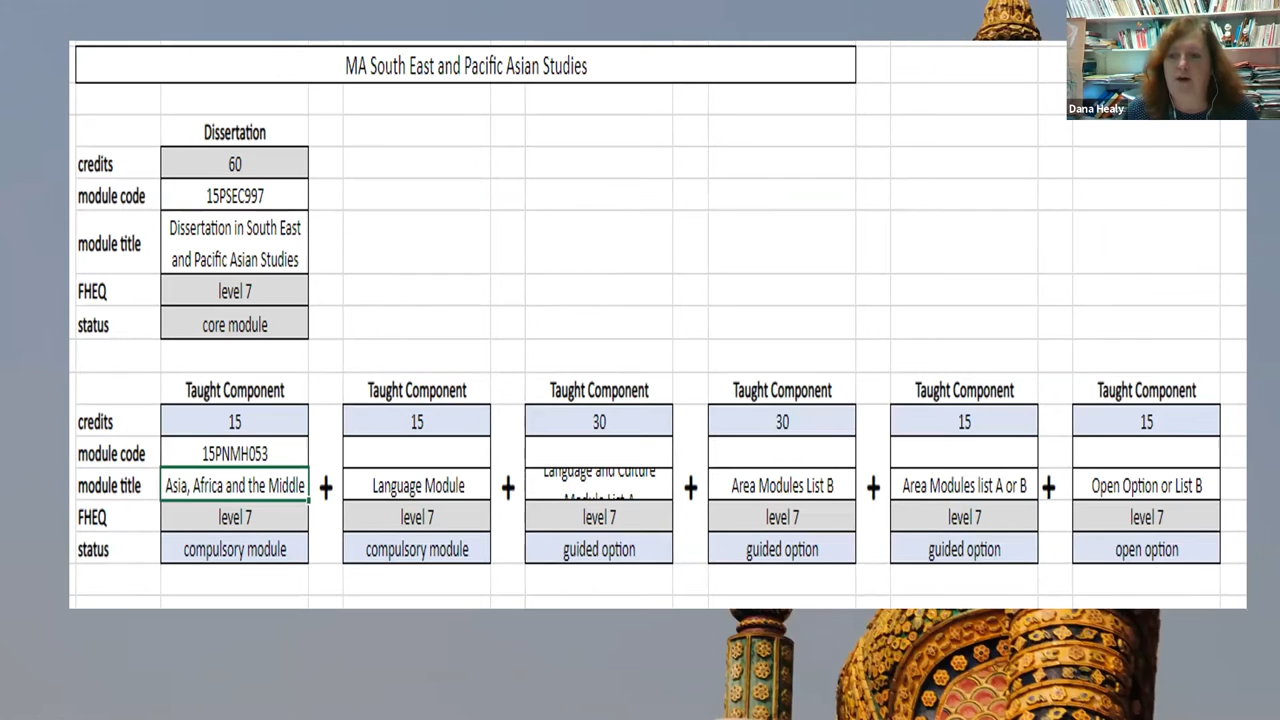 MA South East and Pacific Asian Studies
Dana Healy
Dissertation
credits 60
module code 15PSEC997
module title Dissertation in South East
and Pacific Asian Studies
FHEQ level 7
status core module
Taught Component Taught Component Taught Component Taught Component Taught Component Taught Component
credits 15 15 30 30 15 15
module code 15PNMH053
module title Asia, Africa and the Middle + Language Module + Language and Culture + Area Modules List B + Area Modules list A or B + Open Option or List B
Module List A
FHEQ level 7 level 7 level 7 level 7 level 7 level 7
status compulsory module compulsory module guided option guided option guided option open option